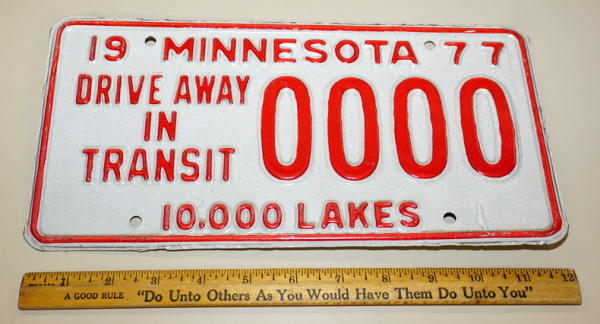 19 MINNESOTA 77
DRIVE AWAY
IN
TRANSIT
0000
10.000 LAKES
1 2 3 4 5 6 7 8 9 10 11 12
A GOOD RULE "Do Unto Others As You Would Have Them Do Unto You"